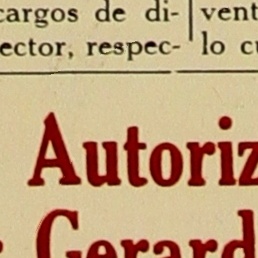 cargos de di-
ector, respec-
vent
lo cu
Autoriz
Gerard